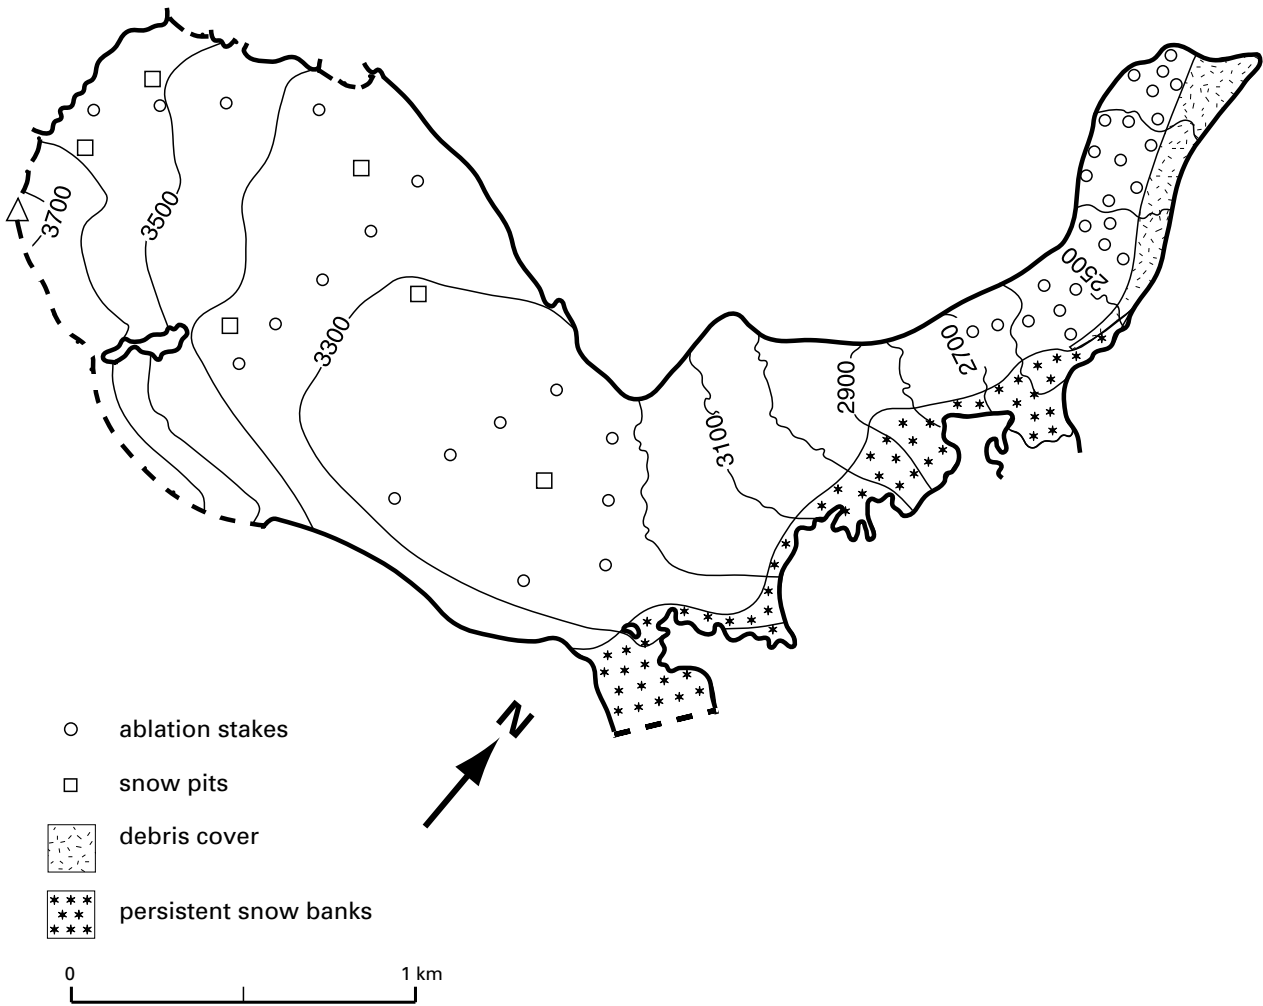 3700
3500
3300
3100
2900
2700
2500
N
ablation stakes
snow pits
debris cover
persistent snow banks
0 1 km